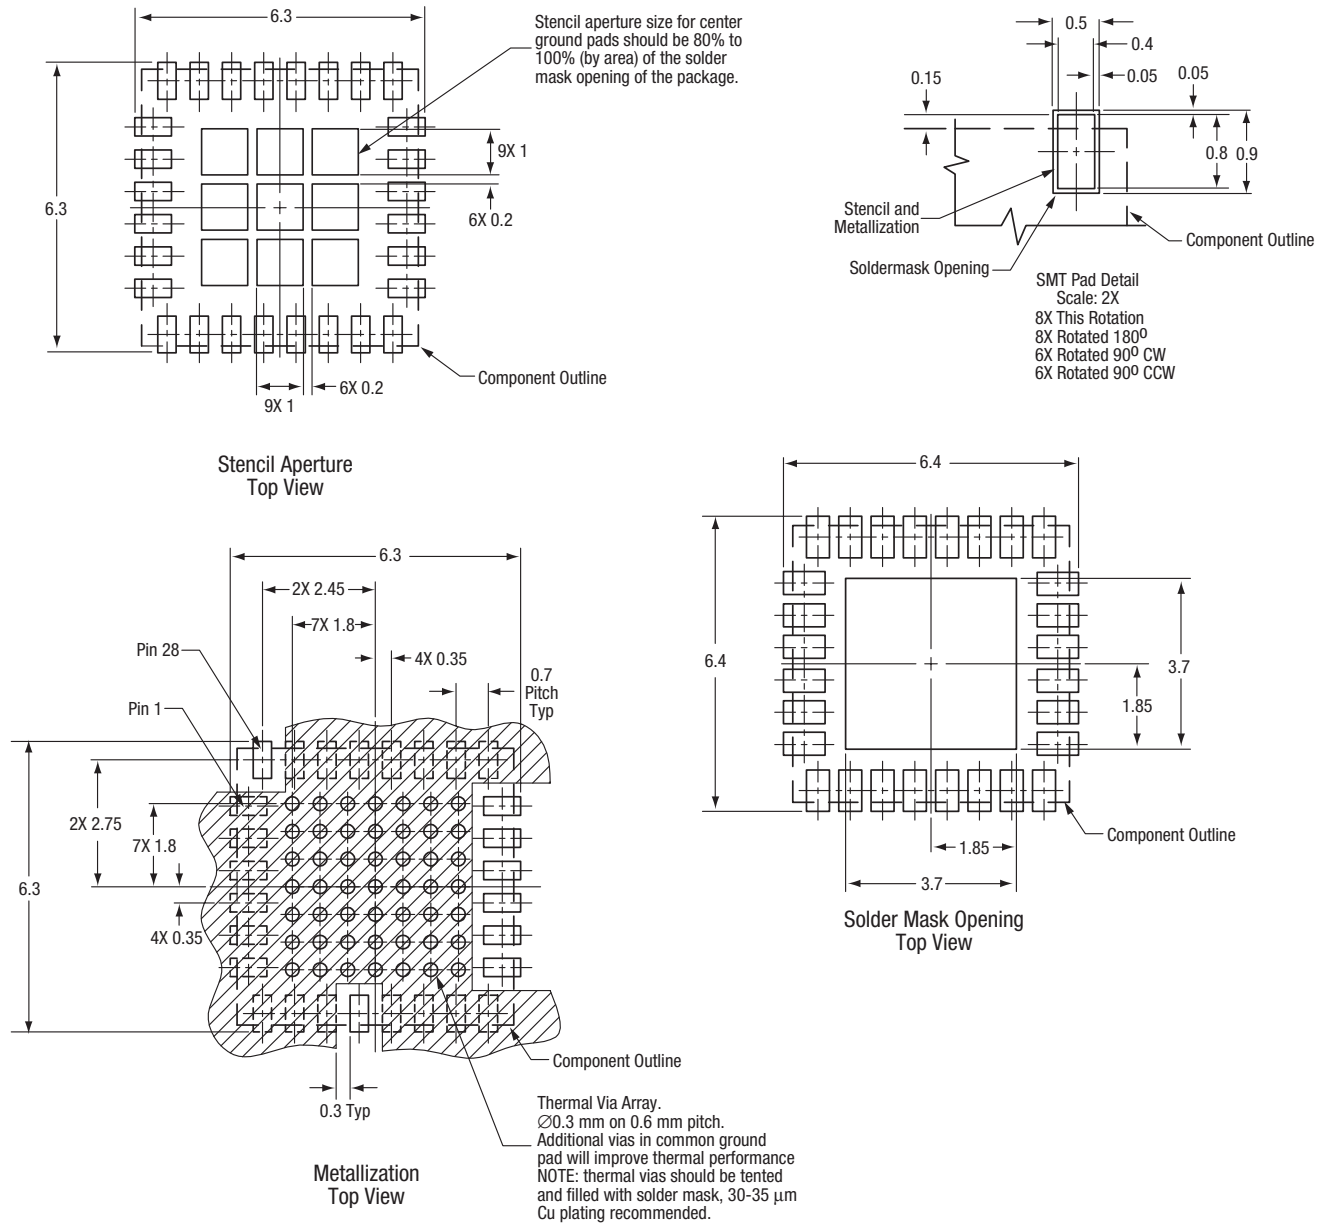 6.3
Stencil aperture size for center
ground pads should be 80% to
100% (by area) of the solder
mask opening of the package.
6.3
9X 1
6X 0.2
6X 0.2
9X 1
Component Outline
Stencil Aperture
Top View
0.5
0.4
0.05
0.05
0.15
0.8
0.9
Stencil and
Metallization
Soldermask Opening
Component Outline
SMT Pad Detail
Scale: 2X
8X This Rotation
8X Rotated 180º
6X Rotated 90º CW
6X Rotated 90º CCW
6.3
2X 2.45
7X 1.8
4X 0.35
0.7
Pitch
Typ
Pin 28
Pin 1
6.3
2X 2.75
7X 1.8
4X 0.35
0.3 Typ
Component Outline
Thermal Via Array.
∅0.3 mm on 0.6 mm pitch.
Additional vias in common ground
pad will improve thermal performance
NOTE: thermal vias should be tented
and filled with solder mask, 30-35 μm
Cu plating recommended.
Metallization
Top View
6.4
6.4
3.7
1.85
1.85
3.7
Component Outline
Solder Mask Opening
Top View